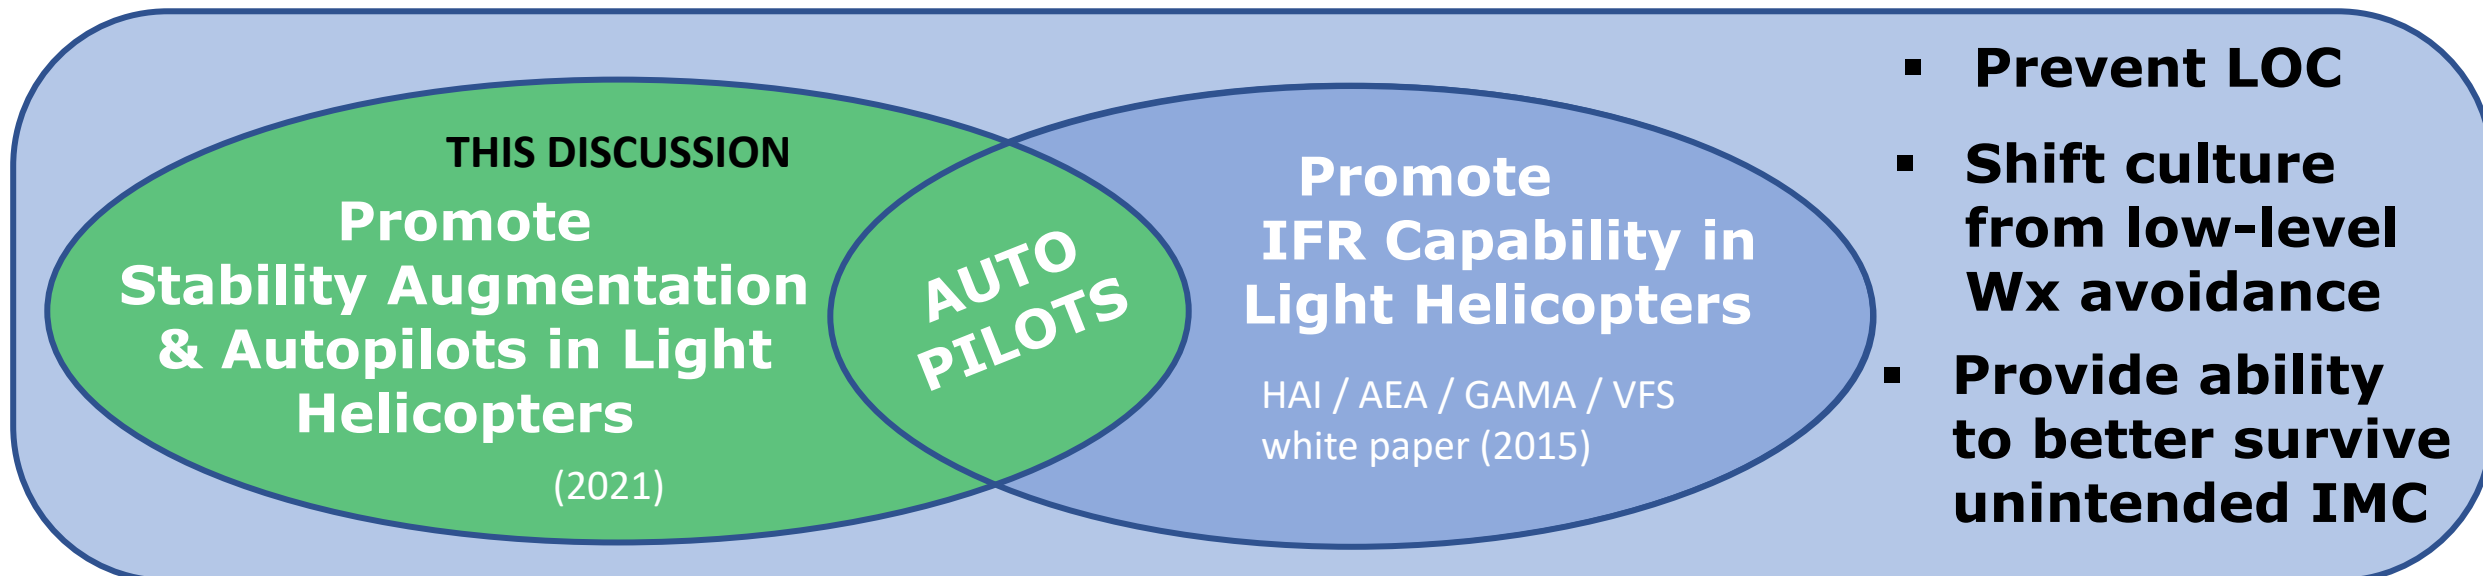 THIS DISCUSSION
Promote
Stability Augmentation
& Autopilots in Light
Helicopters
(2021)
AUTO
PILOTS
Promote
IFR Capability in
Light Helicopters
HAI / AEA / GAMA / VFS
white paper (2015)
▪ Prevent LOC
▪ Shift culture
from low-level
Wx avoidance
▪ Provide ability
to better survive
unintended IMC